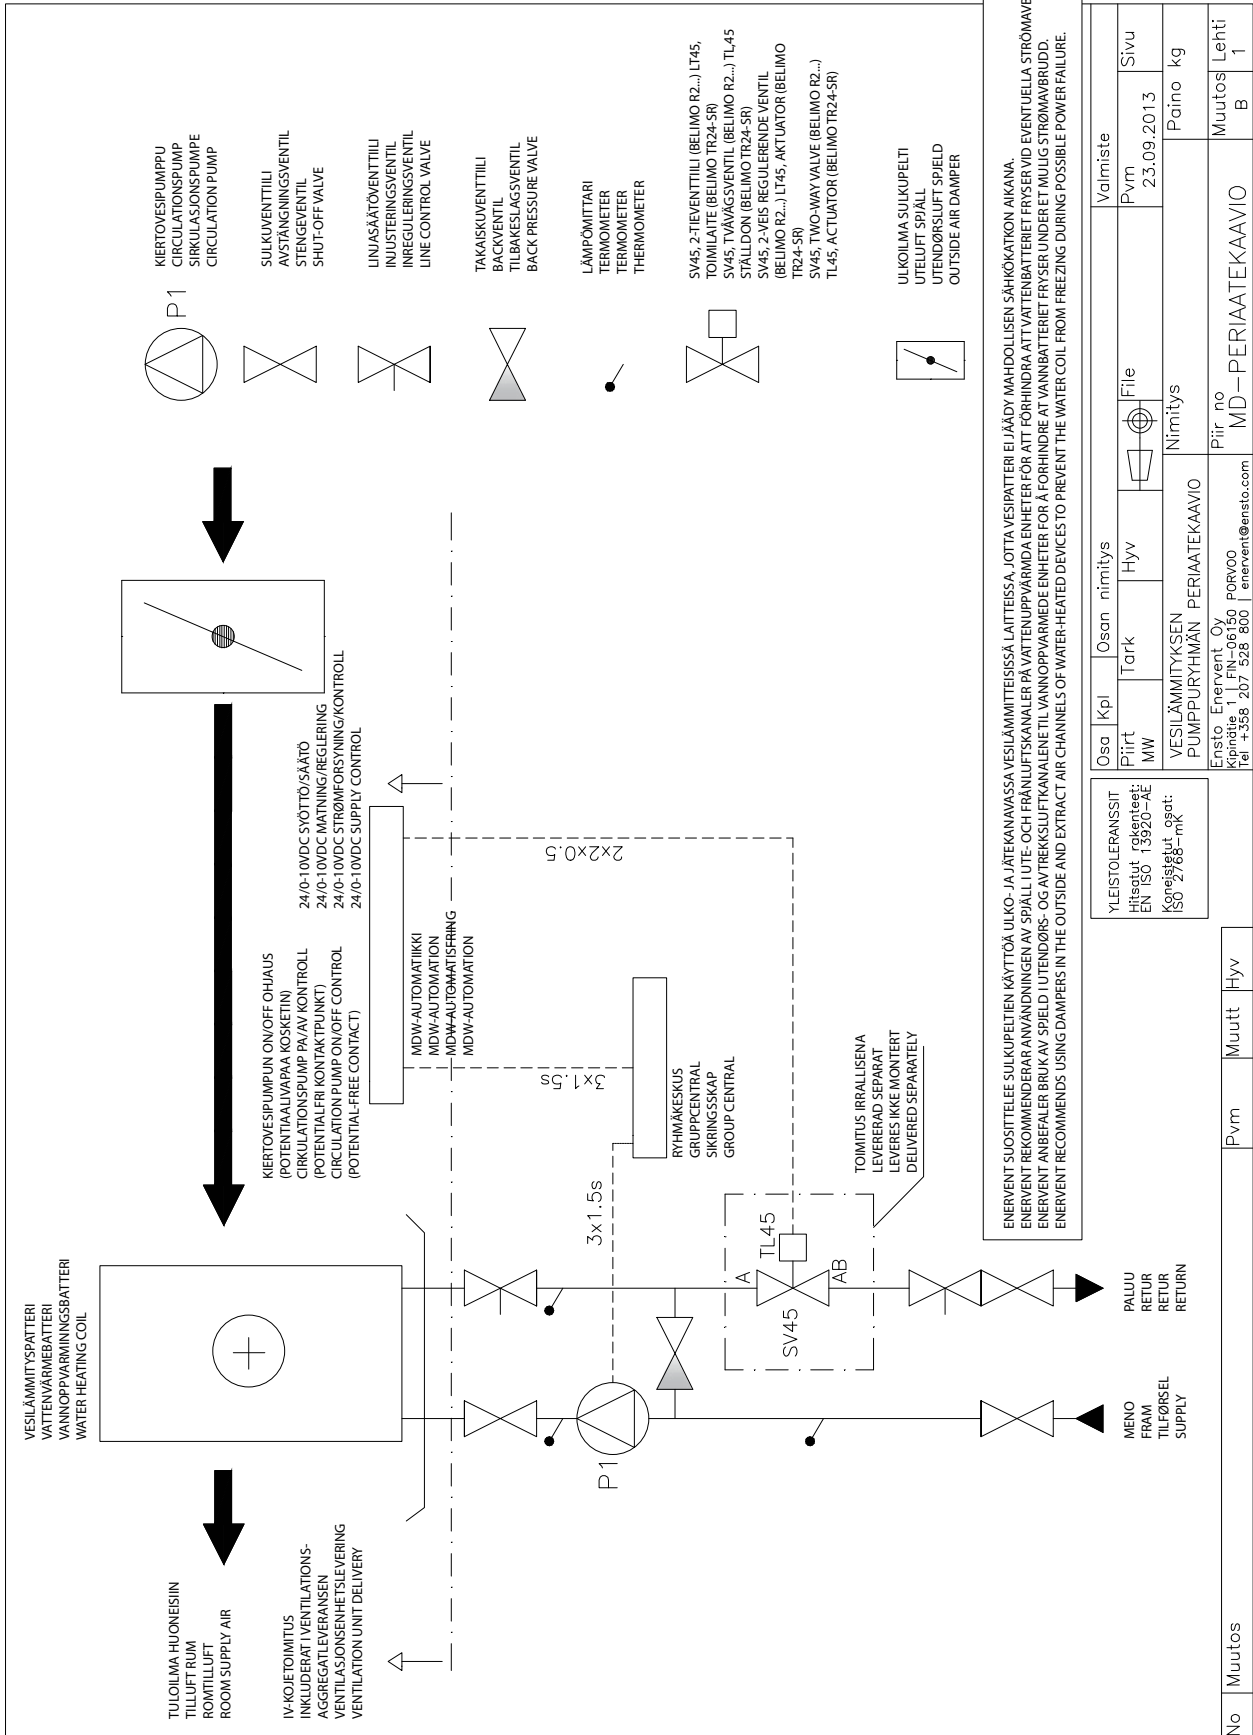 VESILÄMMITYSPATTERI
VATTENVÄRMEBATTERI
VANNOPPVARMINNGSBATTERI
WATER HEATING COIL
TULOILMA HUONEISIIN
TILLUFT RUM
ROMTILLUFT
ROOM SUPPLY AIR
IV-KOJETOIMITUS
INKLUDERAT I VENTILATIONS-
AGGREGATLEVERANSEN
VENTILASJONSENHETSLEVERING
VENTILATION UNIT DELIVERY
KIERTOVESIPUMPUN ON/OFF OHJAUS
(POTENTIAALIVAPAA KOSKETIN)
CIRKULATIONSPUMP PA/AV KONTROLL
(POTENTIALFRI KONTAKTPUNKT)
CIRCULATION PUMP ON/OFF CONTROL
(POTENTIAL-FREE CONTACT)
24/0-10VDC SYÖTTÖ/SÄÄTÖ
24/0-10VDC MATNING/REGLERING
24/0-10VDC STRØMFORSYNING/KONTROLL
24/0-10VDC SUPPLY CONTROL
MDW-AUTOMATIIKKI
MDW-AUTOMATION
MDW-AUTOMATISERING
MDW-AUTOMATION
3x1.5s
2x2x0.5
RYHMÄKESKUS
GRUPPCENTRAL
SIKRINGSSKAP
GROUP CENTRAL
3x1.5s
P1
A
TL45
SV45
AB
TOIMITUS IRRALLISENA
LEVERERAD SEPARAT
LEVERES IKKE MONTERT
DELIVERED SEPARATELY
MENO
FRAM
TILFØRSEL
SUPPLY
PALUU
RETUR
RETUR
RETURN
P1
KIERTOVESIPUMPPU
CIRCULATIONSPUMP
SIRKULASJONSPUMPE
CIRCULATION PUMP
SULKUVENTTIILI
AVSTÄNGNINGSVENTIL
STENGEVENTIL
SHUT-OFF VALVE
LINJASÄÄTÖVENTTIILI
INJUSTERINGSVENTIL
INREGULERINGSVENTIL
LINE CONTROL VALVE
TAKAISKUVENTTIILI
BACKVENTIL
TILBAKESLAGSVENTIL
BACK PRESSURE VALVE
LÄMPÖMITTARI
TERMOMETER
TERMOMETER
THERMOMETER
SV45, 2-TIEVENTTIILI (BELIMO R2...) LT45,
TOIMILAITE (BELIMO TR24-SR)
SV45, TVÅVÄGSVENTIL (BELIMO R2...) TL,45
STÄLLDON (BELIMO TR24-SR)
SV45, 2-VEIS REGULERENDE VENTIL
(BELIMO R2...) LT45, AKTUATOR (BELIMO
TR24-SR)
SV45, TWO-WAY VALVE (BELIMO R2...)
TL45, ACTUATOR (BELIMO TR24-SR)
ULKOILMA SULKUPELTI
UTELUFT SPJÄLL
UTENDØRSLUFT SPJELD
OUTSIDE AIR DAMPER
ENERVENT SUOSITTELEE SULKUPELTIEN KÄYTTÖÄ ULKO- JA JÄTEKANAVASSA VESILÄMMITTEISISSÄ LAITTEISSA, JOTTA VESIPATTERI EI JÄÄDY MAHDOLLISEN SÄHKÖKATKON AIKANA.
ENERVENT REKOMMENDERAR ANVÄNDNINGEN AV SPJÄLL I UTE- OCH FRÅNLUFTSKANALER PÅ VATTENUPPVÄRMDA ENHETER FÖR ATT FÖRHINDRA ATT VATTENBATTERIET FRYSER VID EVENTUELLA STRÖMAVE
ENERVENT ANBEFALER BRUK AV SPJELD I UTENDØRS- OG AVTREKKSLUFTKANALENE TIL VANNOPPVARMEDE ENHETER FOR Å FORHINDRE AT VANNBATTERIET FRYSER UNDER ET MULIG STRØMAVBRUDD.
ENERVENT RECOMMENDS USING DAMPERS IN THE OUTSIDE AND EXTRACT AIR CHANNELS OF WATER-HEATED DEVICES TO PREVENT THE WATER COIL FROM FREEZING DURING POSSIBLE POWER FAILURE.
YLEISTOLERANSSIT
Hitsatut rakenteet:
EN ISO 13920-AE
Koneistetut osat:
ISO 2768-mK
Osa Kpl Osan nimitys Valmiste
Piirt Tark Hyv File Pvm Sivu
MW 23.09.2013
VESILÄMMITYKSEN
PUMPPURYHMÄN PERIAATEKAAVIO
Nimitys Paino kg
Ensto Enervent Oy
Kipinätie 1 | FIN-06150 PORVOO
Tel +358 207 528 800 | enervent@ensto.com
Piir no
MD-PERIAATEKAAVIO
Muutos Lehti
B 1
No Muutos Pvm Muutt Hyv